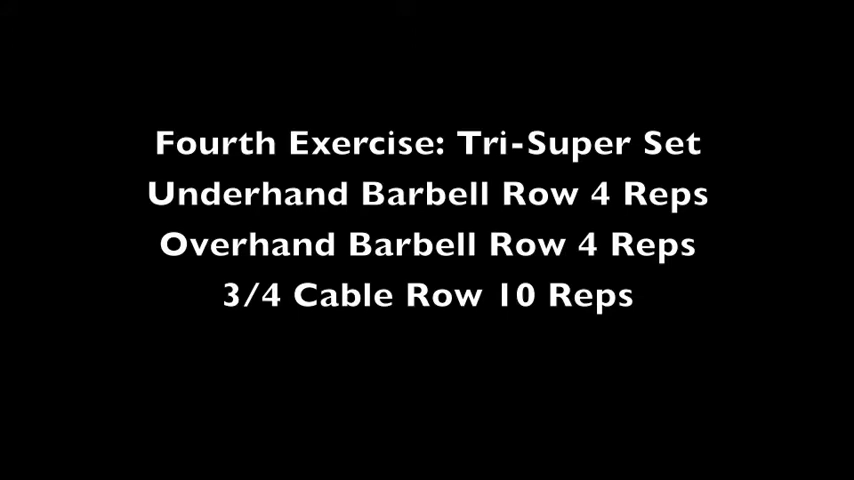 Fourth Exercise: Tri-Super Set
Underhand Barbell Row 4 Reps
Overhand Barbell Row 4 Reps
3/4 Cable Row 10 Reps